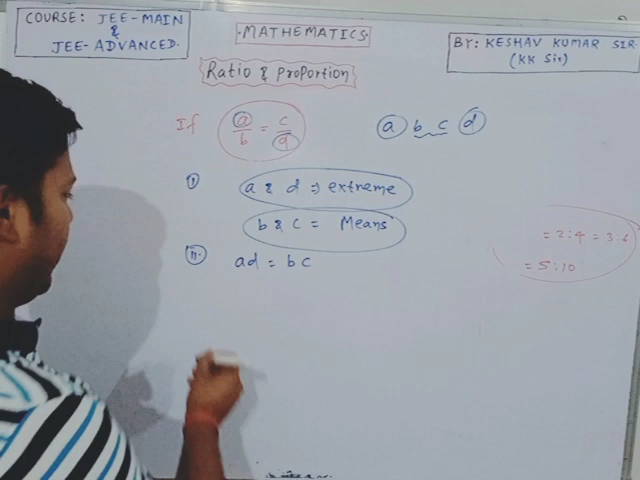 COURSE: JEE-MAIN
&
JEE-ADVANCED.
.MATHEMATICS.
BY: KESHAV KUMAR SIR.
(KK Sir)
Ratio & Proportion
If a/b = c/d
a b c d
I) a & d => extreme
b & c = Means
II. ad = bc
= 2:4 = 3:6
= 5:10